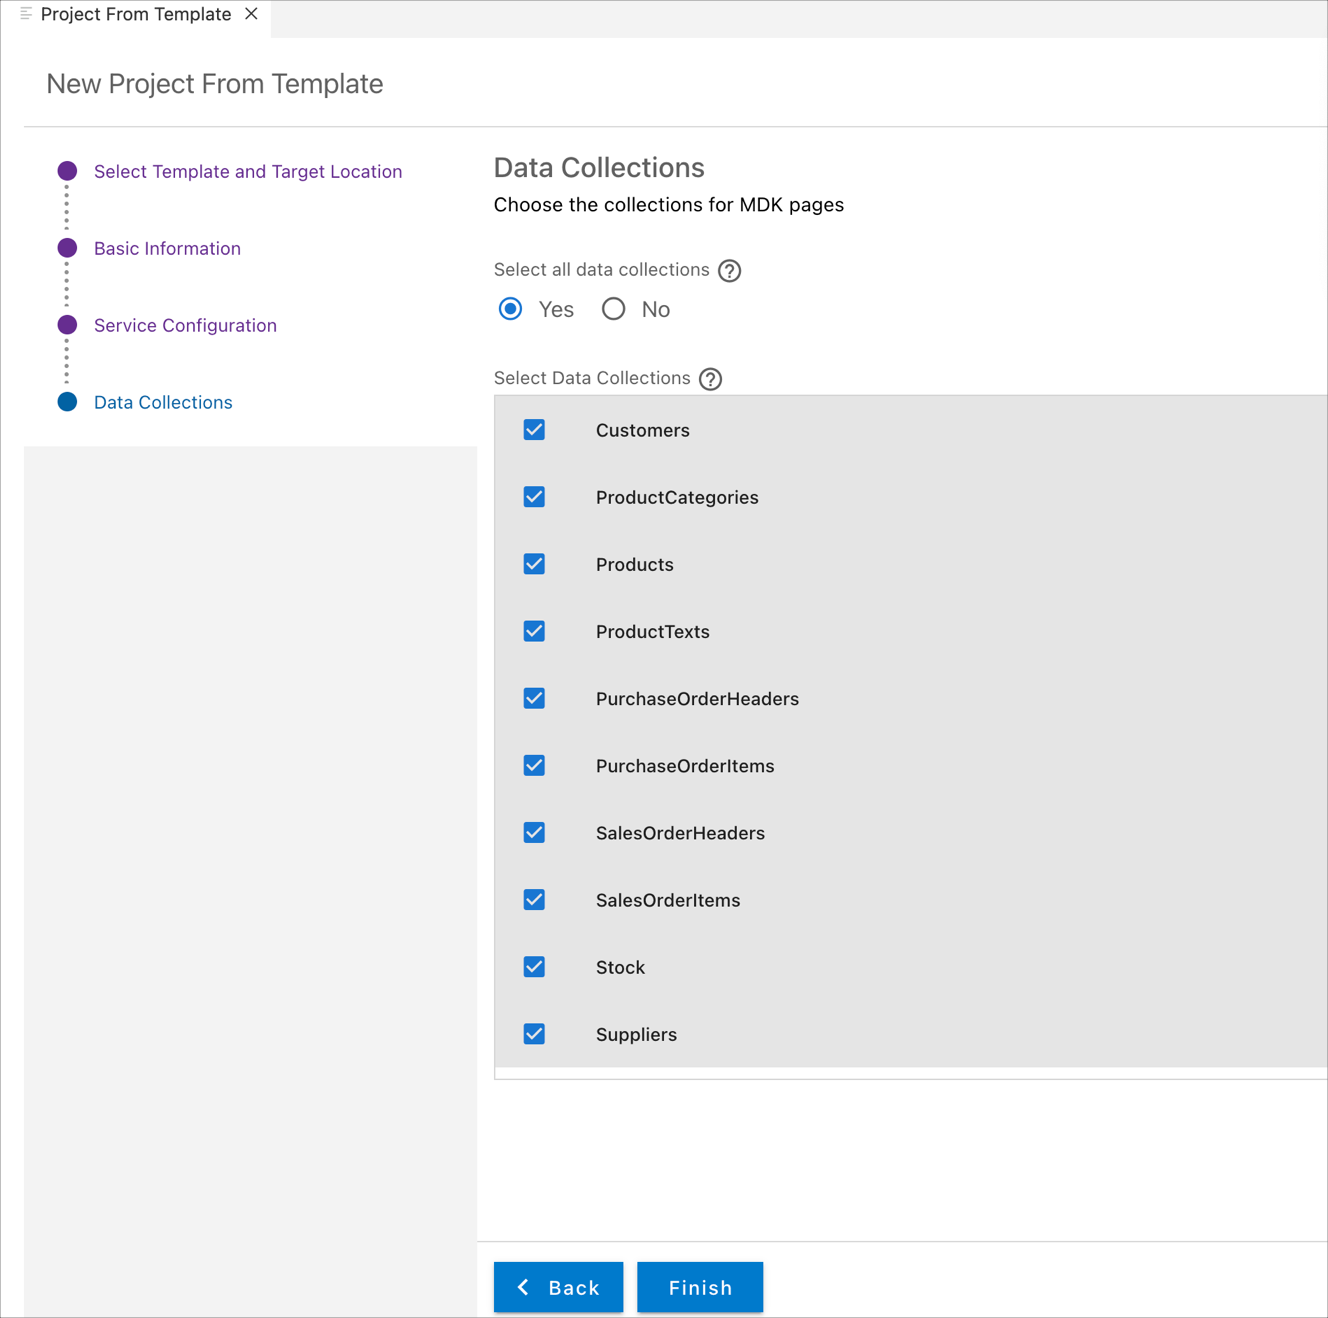 Project From Template
New Project From Template
Select Template and Target Location
Basic Information
Service Configuration
Data Collections
Data Collections
Choose the collections for MDK pages
Select all data collections
Yes No
Select Data Collections
Customers
ProductCategories
Products
ProductTexts
PurchaseOrderHeaders
PurchaseOrderItems
SalesOrderHeaders
SalesOrderItems
Stock
Suppliers
Back Finish